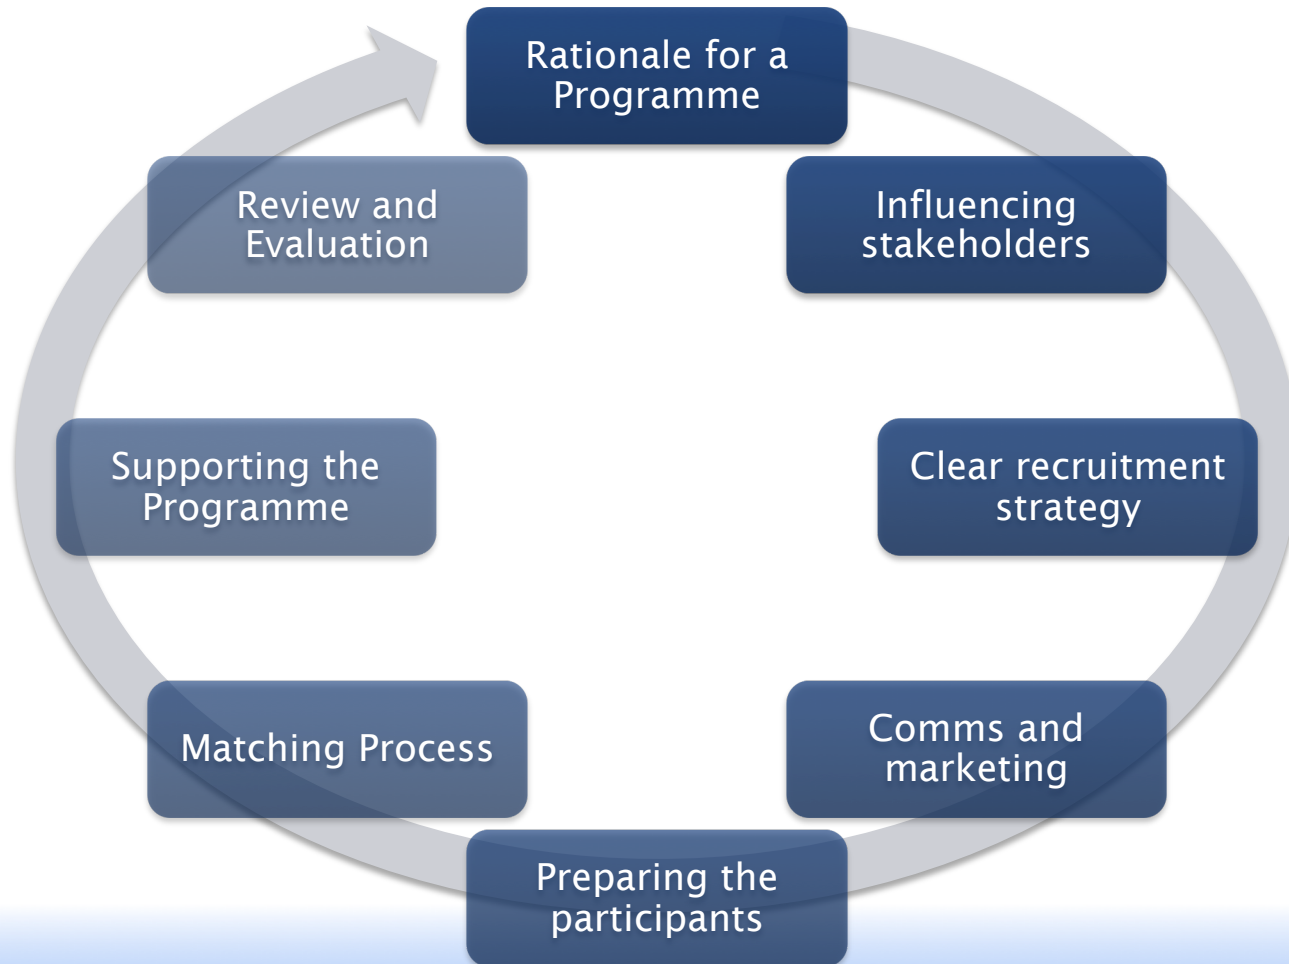 Rationale for a
Programme
Influencing
stakeholders
Clear recruitment
strategy
Comms and
marketing
Preparing the
participants
Matching Process
Supporting the
Programme
Review and
Evaluation